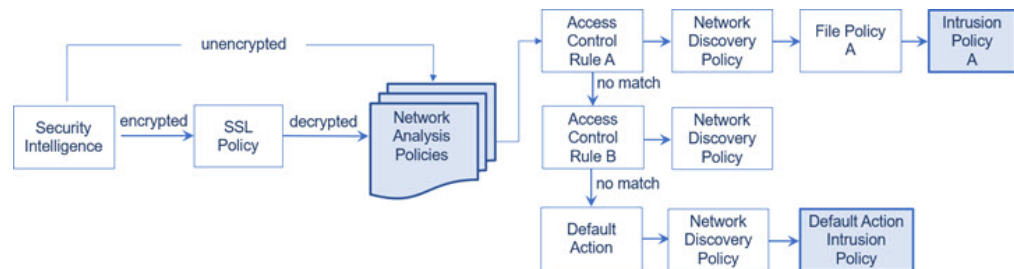 unencrypted
Security
Intelligence
encrypted
SSL
Policy
decrypted
Network
Analysis
Policies
Access
Control
Rule A
Network
Discovery
Policy
File Policy
A
Intrusion
Policy
A
no match
Access
Control
Rule B
Network
Discovery
Policy
no match
Default
Action
Network
Discovery
Policy
Default Action
Intrusion
Policy